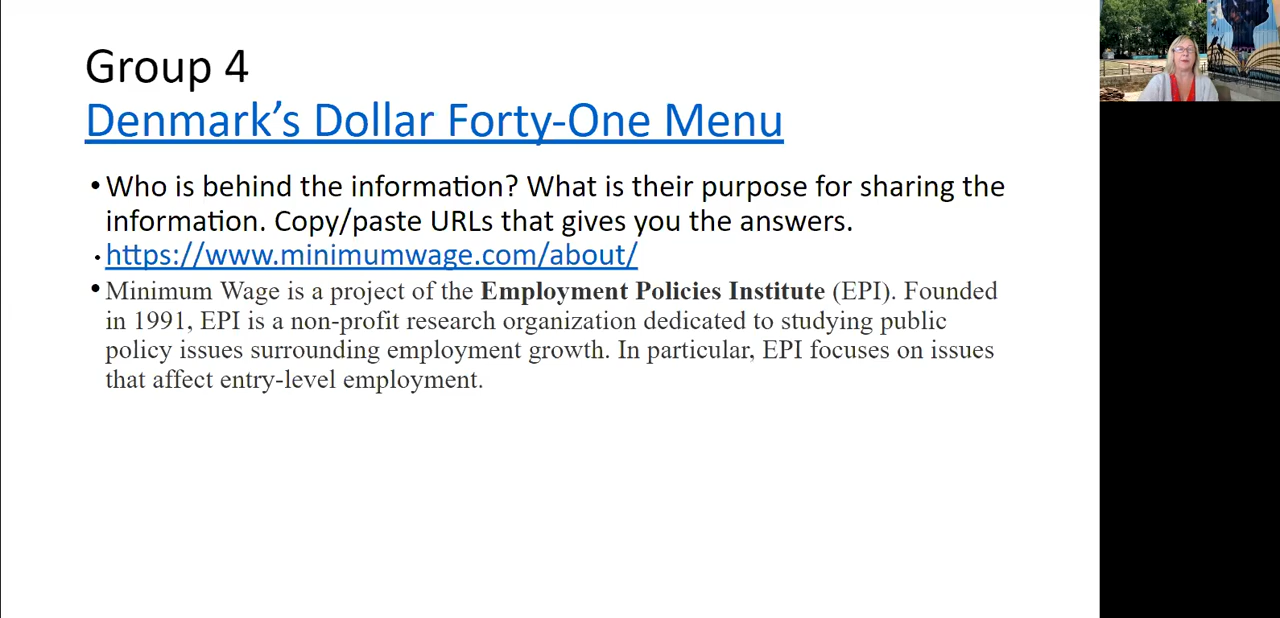 Group 4
Denmark’s Dollar Forty-One Menu
• Who is behind the information? What is their purpose for sharing the
information. Copy/paste URLs that gives you the answers.
• https://www.minimumwage.com/about/
• Minimum Wage is a project of the Employment Policies Institute (EPI). Founded
in 1991, EPI is a non-profit research organization dedicated to studying public
policy issues surrounding employment growth. In particular, EPI focuses on issues
that affect entry-level employment.